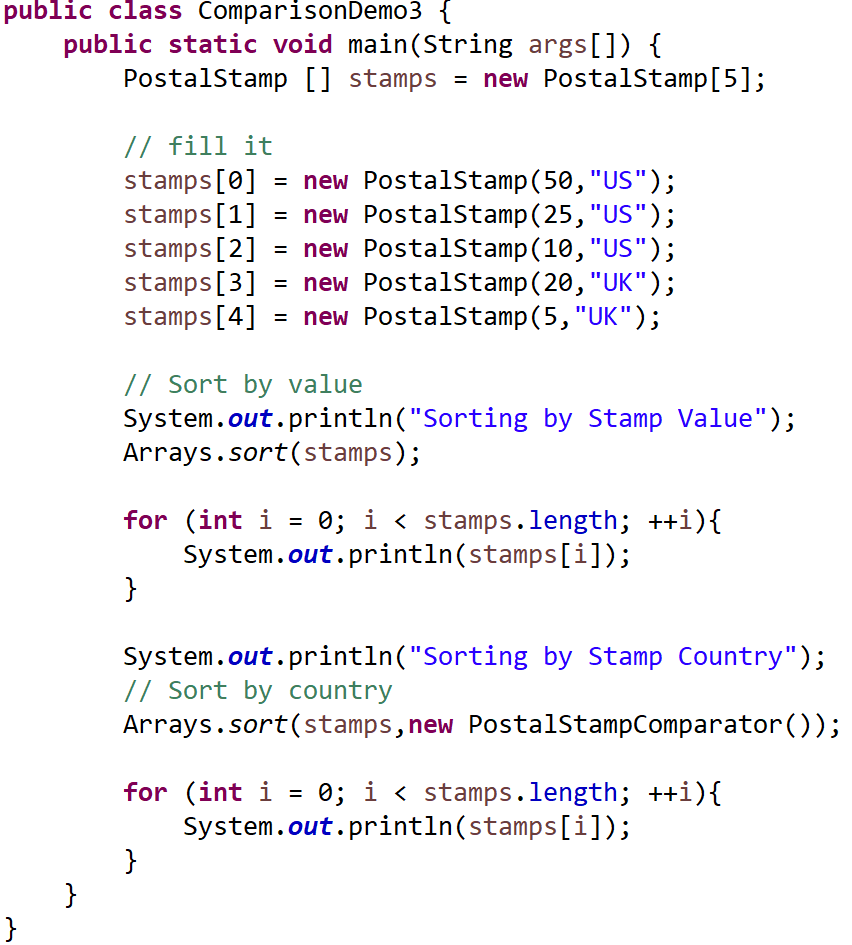 public class ComparisonDemo3 {
    public static void main(String args[]) {
        PostalStamp [] stamps = new PostalStamp[5];

        // fill it
        stamps[0] = new PostalStamp(50,"US");
        stamps[1] = new PostalStamp(25,"US");
        stamps[2] = new PostalStamp(10,"US");
        stamps[3] = new PostalStamp(20,"UK");
        stamps[4] = new PostalStamp(5,"UK");

        // Sort by value
        System.out.println("Sorting by Stamp Value");
        Arrays.sort(stamps);

        for (int i = 0; i < stamps.length; ++i){
            System.out.println(stamps[i]);
        }

        System.out.println("Sorting by Stamp Country");
        // Sort by country
        Arrays.sort(stamps,new PostalStampComparator());

        for (int i = 0; i < stamps.length; ++i){
            System.out.println(stamps[i]);
        }
    }
}